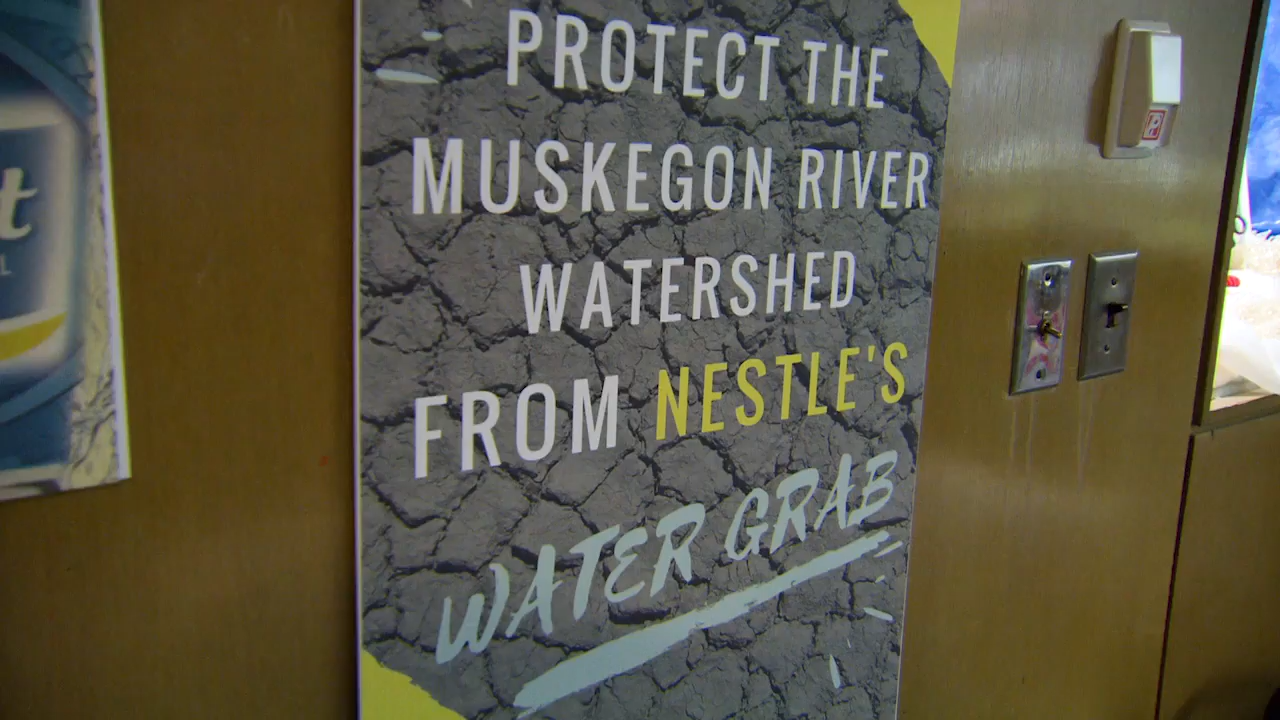 PROTECT THE
MUSKEGON RIVER
WATERSHED
FROM NESTLE'S
WATER GRAB